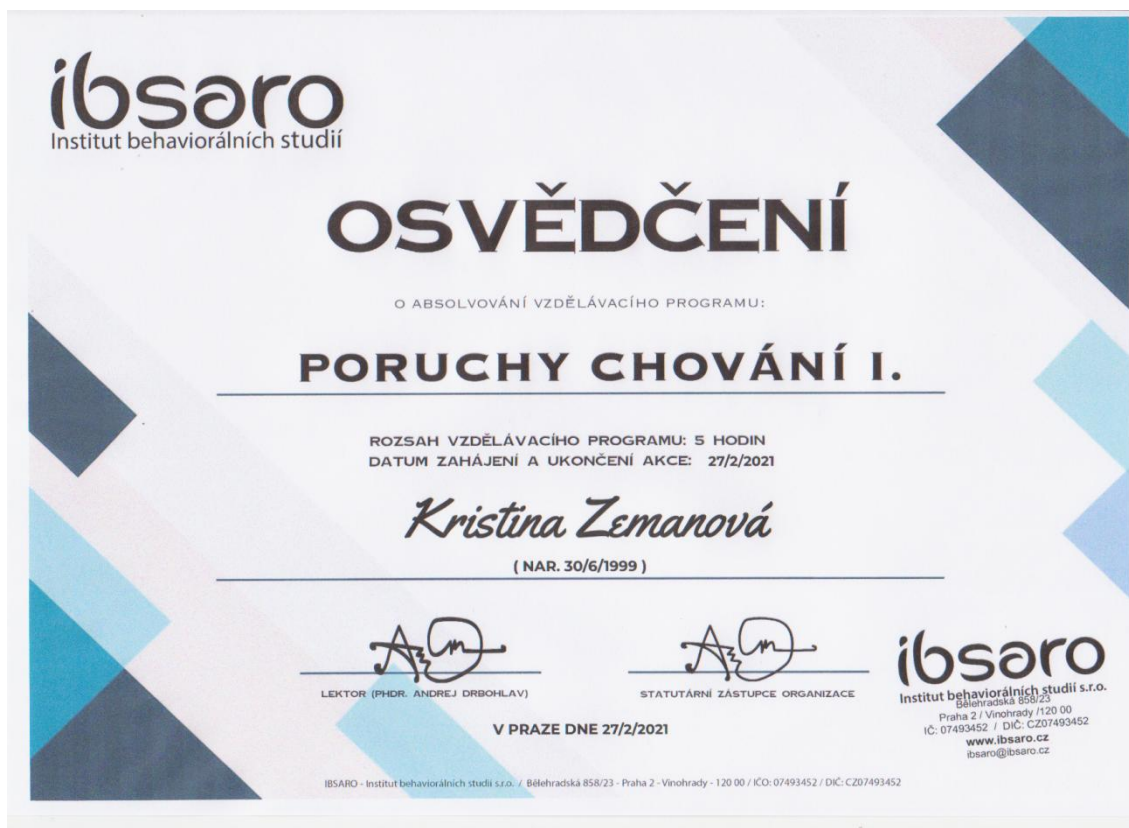 ibsaro
Institut behaviorálních studií
OSVĚDČENÍ
O ABSOLVOVÁNÍ VZDĚLÁVACÍHO PROGRAMU:
PORUCHY CHOVÁNÍ I.
ROZSAH VZDĚLÁVACÍHO PROGRAMU: 5 HODIN
DATUM ZAHÁJENÍ A UKONČENÍ AKCE: 27/2/2021
Kristina Zemanová
( NAR. 30/6/1999 )
LEKTOR (PHDR. ANDREJ DRBOHLAV)
STATUTÁRNÍ ZÁSTUPCE ORGANIZACE
V PRAZE DNE 27/2/2021
ibsaro
Institut behaviorálních studií s.r.o.
Bělehradská 858/23
Praha 2 / Vinohrady /120 00
IČ: 07493452 / DIČ: CZ07493452
www.ibsaro.cz
ibsaro@ibsaro.cz
IBSARO - Institut behaviorálních studií s.r.o. / Bělehradská 858/23 - Praha 2 - Vinohrady - 120 00 / IČO: 07493452 / DIČ: CZ07493452